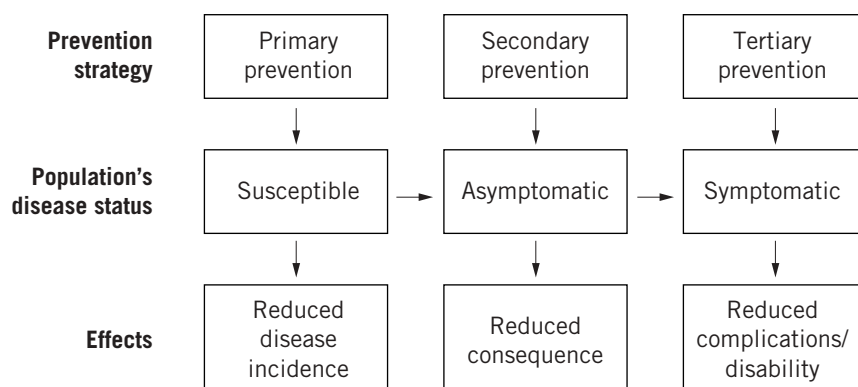 Prevention
strategy
Primary
prevention
Secondary
prevention
Tertiary
prevention
Population's
disease status
Susceptible
Asymptomatic
Symptomatic
Effects
Reduced
disease
incidence
Reduced
consequence
Reduced
complications/
disability